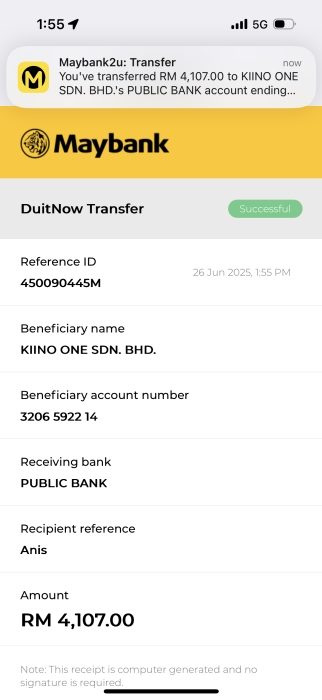 1:55
5G
Maybank2u: Transfer
now
You've transferred RM 4,107.00 to KIINO ONE
SDN. BHD.'s PUBLIC BANK account ending...
Maybank
DuitNow Transfer
Successful
Reference ID
26 Jun 2025, 1:55 PM
450090445M
Beneficiary name
KIINO ONE SDN. BHD.
Beneficiary account number
3206 5922 14
Receiving bank
PUBLIC BANK
Recipient reference
Anis
Amount
RM 4,107.00
Note: This receipt is computer generated and no
signature is required.